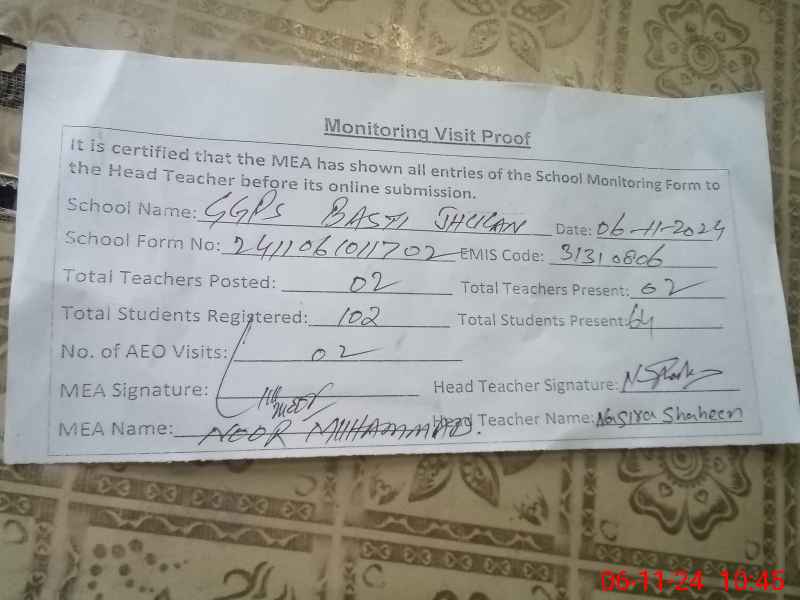 Monitoring Visit Proof
It is certified that the MEA has shown all entries of the School Monitoring Form to
the Head Teacher before its online submission.
School Name: GGPS BASTI JHULAN Date: 06-11-2024
School Form No: 2411061011702 EMIS Code: 31310806
Total Teachers Posted: 02 Total Teachers Present: 02
Total Students Registered: 102 Total Students Present: 64
No. of AEO Visits: 02
MEA Signature: Head Teacher Signature:
MEA Name: NOOR MUHAMMAD. Head Teacher Name: Nasira Shaheen
06-11-24 10:45